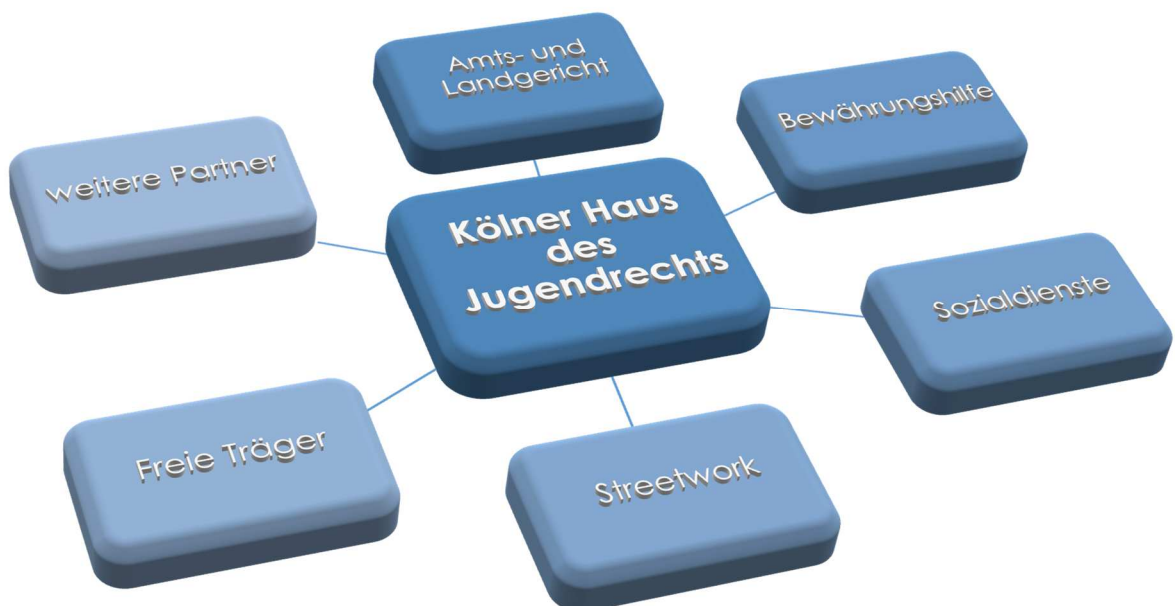 Amts- und
Landgericht
Bewährungshilfe
weitere Partner
Kölner Haus
des
Jugendrechts
Sozialdienste
Freie Träger
Streetwork